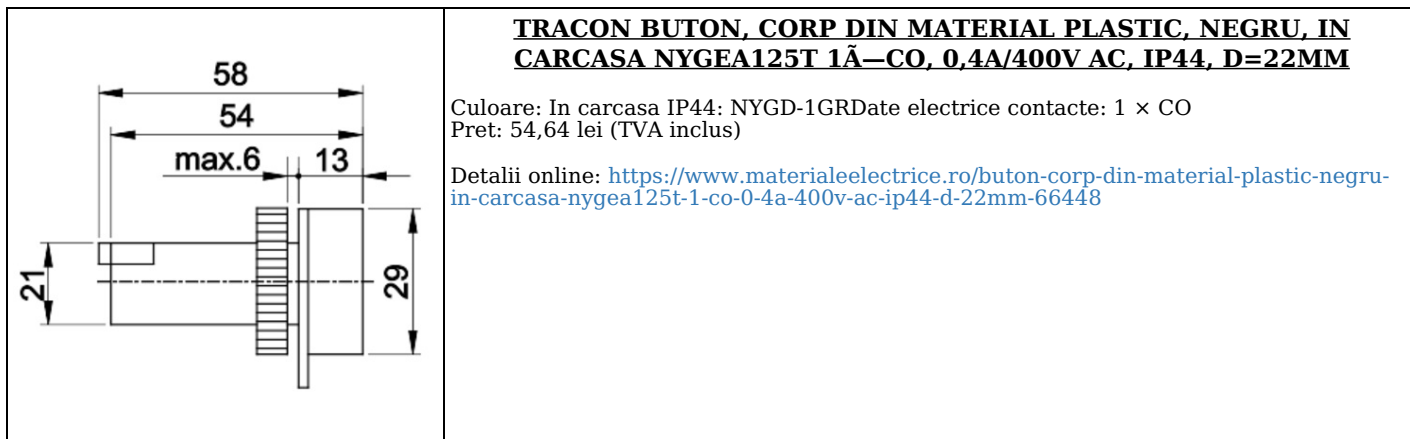 58
54
max.6
13
21
29
TRACON BUTON, CORP DIN MATERIAL PLASTIC, NEGRU, IN
CARCASA NYGEA125T 1Ã—CO, 0,4A/400V AC, IP44, D=22MM
Culoare: In carcasa IP44: NYGD-1GRDate electrice contacte: 1 × CO
Pret: 54,64 lei (TVA inclus)
Detalii online: https://www.materialeelectrice.ro/buton-corp-din-material-plastic-negru-
in-carcasa-nygea125t-1-co-0-4a-400v-ac-ip44-d-22mm-66448